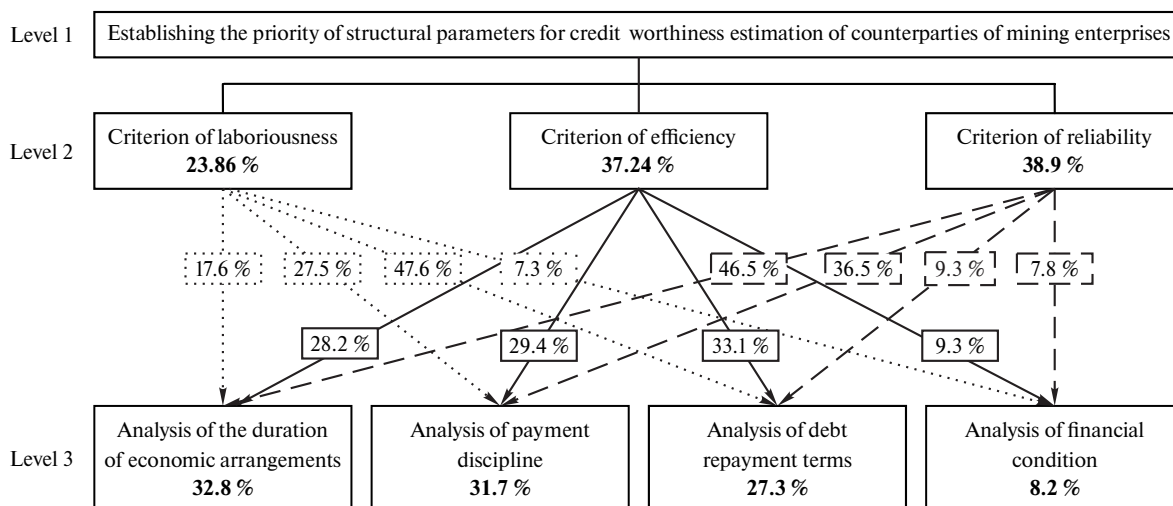 Level 1
Establishing the priority of structural parameters for credit worthiness estimation of counterparties of mining enterprises
Level 2
Criterion of laboriousness
23.86 %
Criterion of efficiency
37.24 %
Criterion of reliability
38.9 %
17.6 %
27.5 %
47.6 %
7.3 %
46.5 %
36.5 %
9.3 %
7.8 %
28.2 %
29.4 %
33.1 %
9.3 %
Level 3
Analysis of the duration
of economic arrangements
32.8 %
Analysis of payment
discipline
31.7 %
Analysis of debt
repayment terms
27.3 %
Analysis of financial
condition
8.2 %